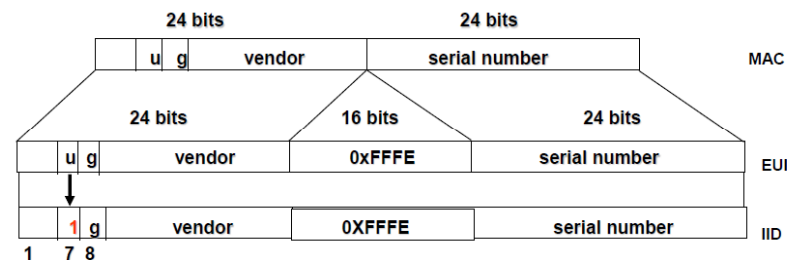 24 bits 24 bits
u g vendor serial number MAC
24 bits 16 bits 24 bits
u g vendor 0xFFFE serial number EUI
1 g vendor 0XFFFE serial number IID
1 7 8